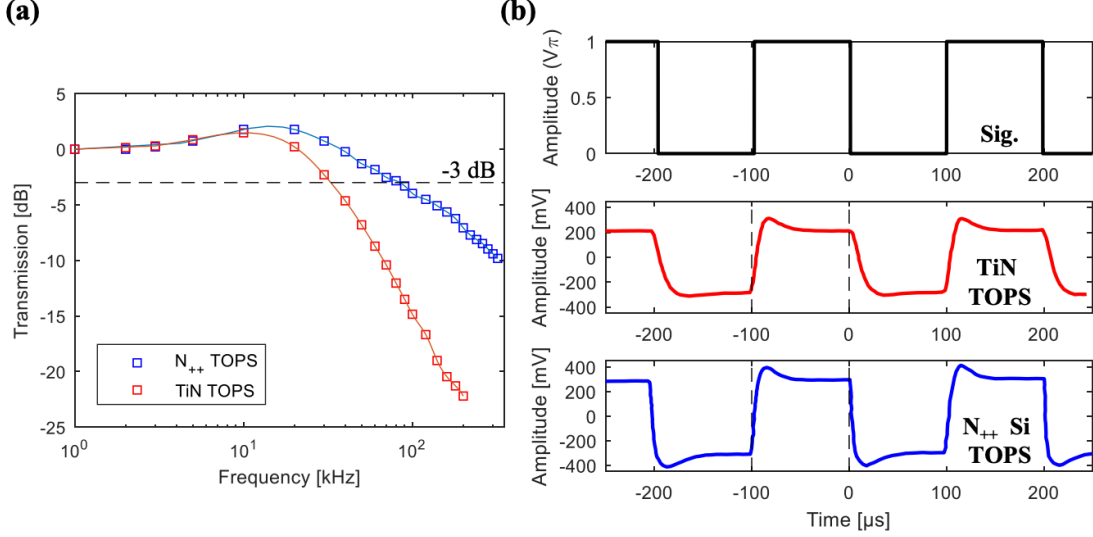 (a)
5
0
-5
-10
-15
-20
-25
Transmission [dB]
-3 dB
N++ TOPS
TiN TOPS
10^0
10^1
10^2
Frequency [kHz]
(b)
1
0.5
0
Amplitude (Vπ)
Sig.
-200
-100
0
100
200
400
200
0
-200
-400
Amplitude [mV]
TiN
TOPS
-200
-100
0
100
200
400
200
0
-200
-400
Amplitude [mV]
N++ Si
TOPS
-200
-100
0
100
200
Time [µs]